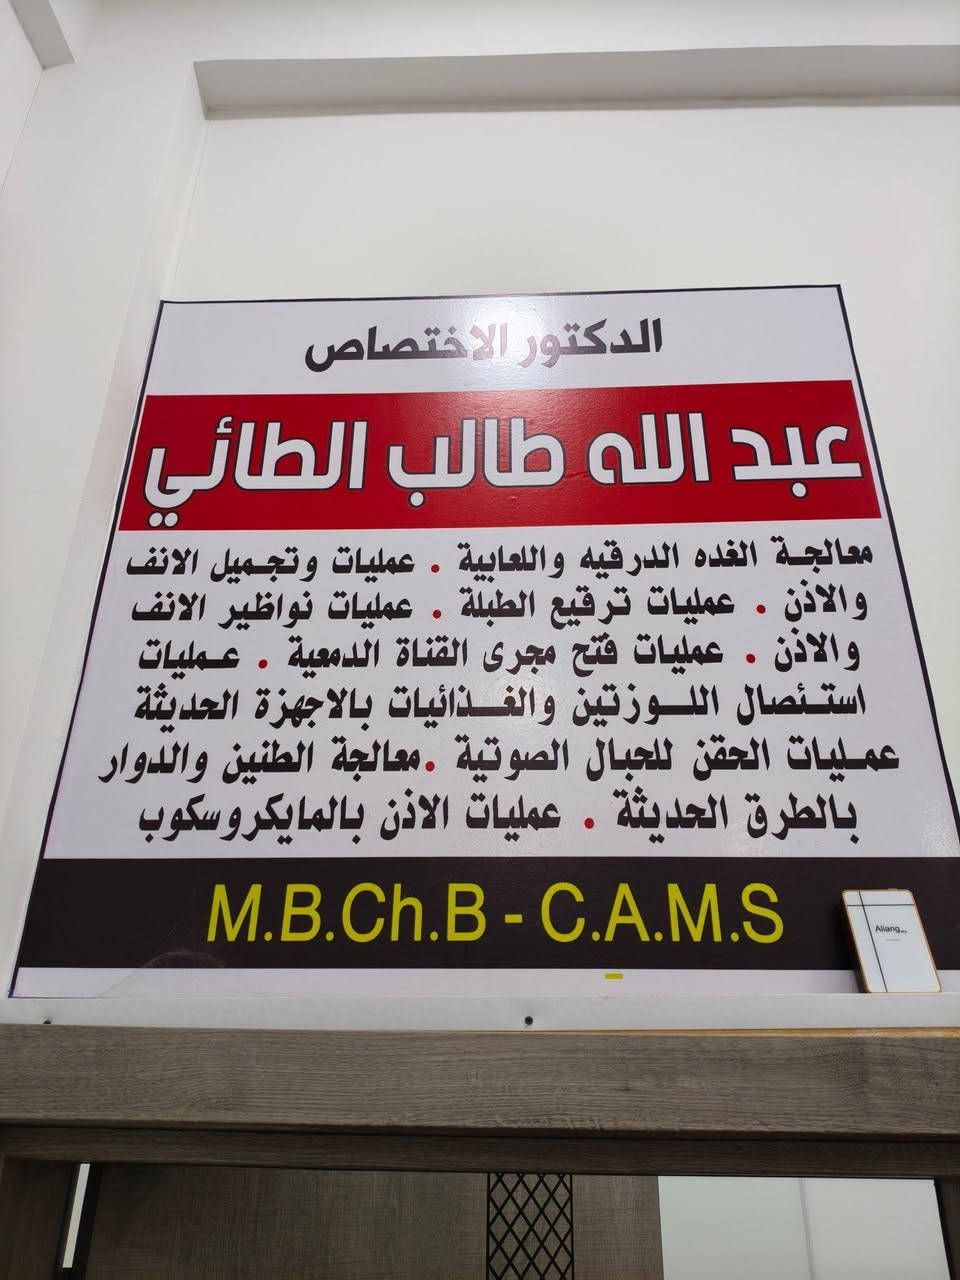 الدكتور الاختصاص
عبد الله طالب الطائي
معالجة الغده الدرقيه واللعابية . عمليات وتجميل الانف
والاذن . عمليات ترقيع الطبلة . عمليات نواظير الانف
والاذن . عمليات فتح مجرى القناة الدمعية . عمليات
استئصال اللوزتين والغذائيات بالاجهزة الحديثة
عمليات الحقن للحبال الصوتية .معالجة الطنين والدوار
بالطرق الحديثة . عمليات الاذن بالمايكروسكوب
M.B.Ch.B - C.A.M.S